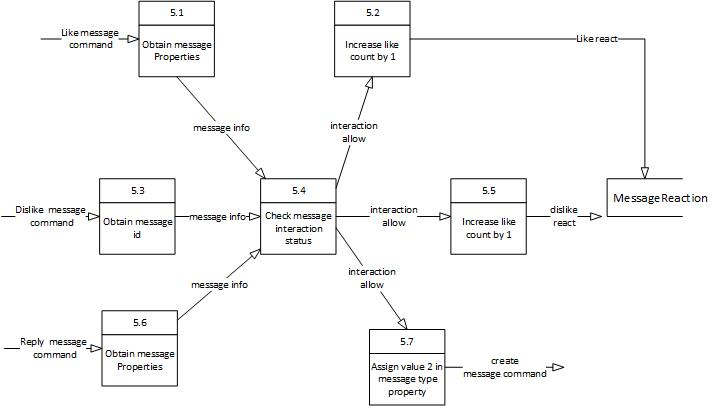 5.1
5.2
Like message
command
Obtain message
Properties
Increase like
count by 1
Like react
message info
interaction
allow
5.3
5.4
5.5
Dislike message
command
Obtain message
id
message info
Check message
interaction
status
interaction
allow
Increase like
count by 1
dislike
react
MessageReaction
message info
interaction
allow
5.6
Reply message
command
Obtain message
Properties
5.7
Assign value 2 in
message type
property
create
message command